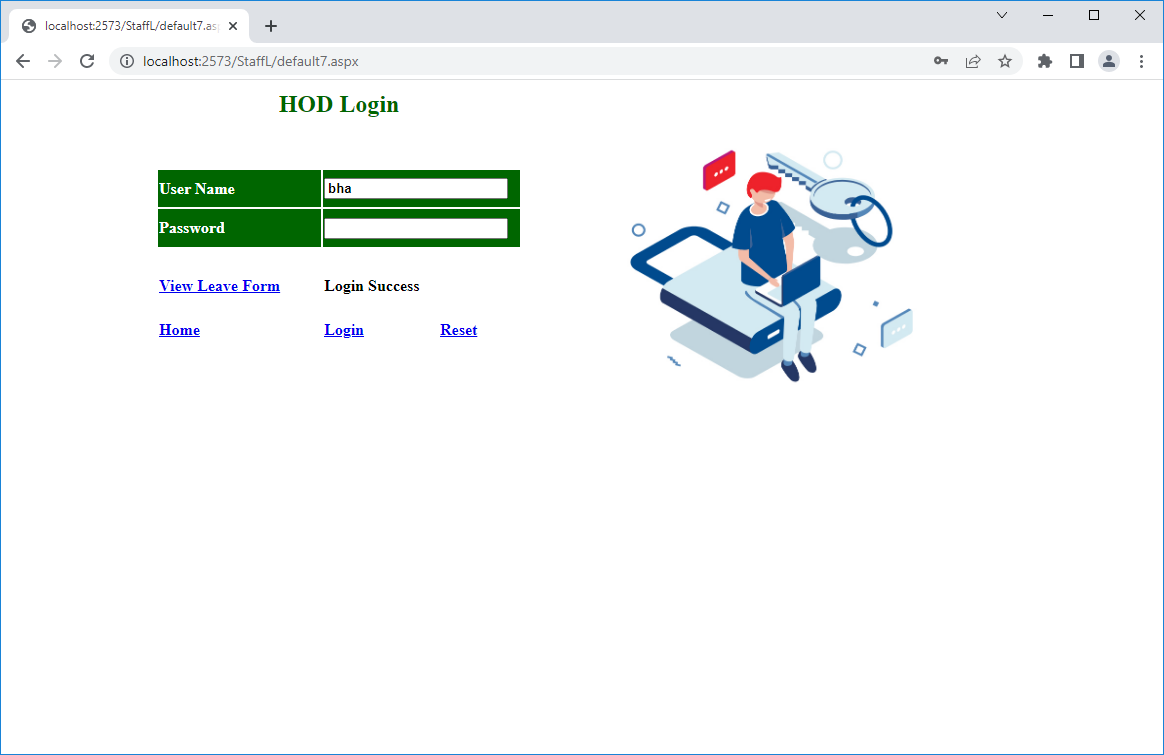 localhost:2573/StaffL/default7.asp
localhost:2573/StaffL/default7.aspx
HOD Login
User Name bha
Password
View Leave Form Login Success
Home Login Reset